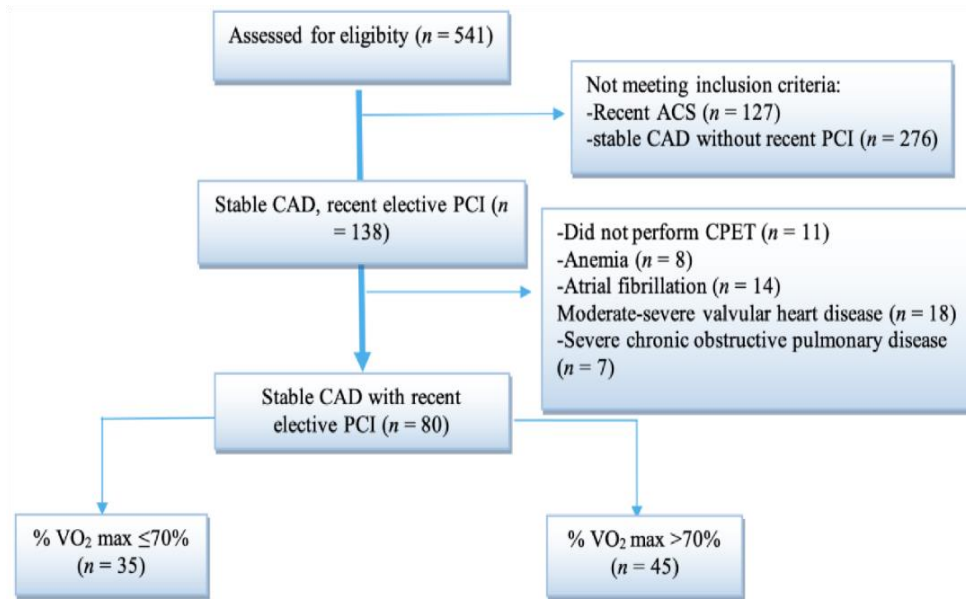 Assessed for eligibity (n = 541)
Not meeting inclusion criteria:
-Recent ACS (n = 127)
-stable CAD without recent PCI (n = 276)
Stable CAD, recent elective PCI (n
= 138)
-Did not perform CPET (n = 11)
-Anemia (n = 8)
-Atrial fibrillation (n = 14)
Moderate-severe valvular heart disease (n = 18)
-Severe chronic obstructive pulmonary disease
(n = 7)
Stable CAD with recent
elective PCI (n = 80)
% VO₂ max ≤70%
(n = 35)
% VO₂ max >70%
(n = 45)